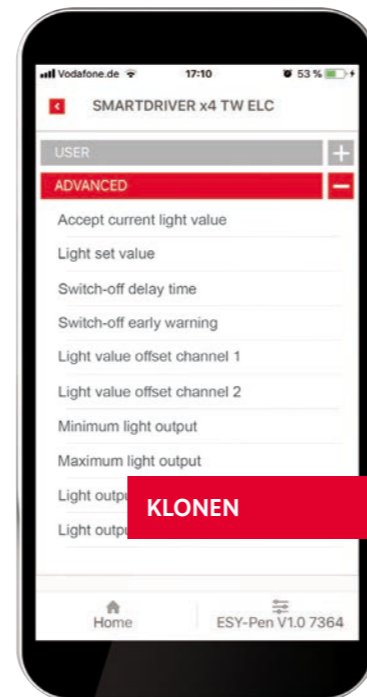 Vodafone.de 17:10 53 %
SMARTDRIVER x4 TW ELC
USER
ADVANCED
Accept current light value
Light set value
Switch-off delay time
Switch-off early warning
Light value offset channel 1
Light value offset channel 2
Minimum light output
Maximum light output
Light
KLONEN
Light
Home ESY-Pen V1.0 7364